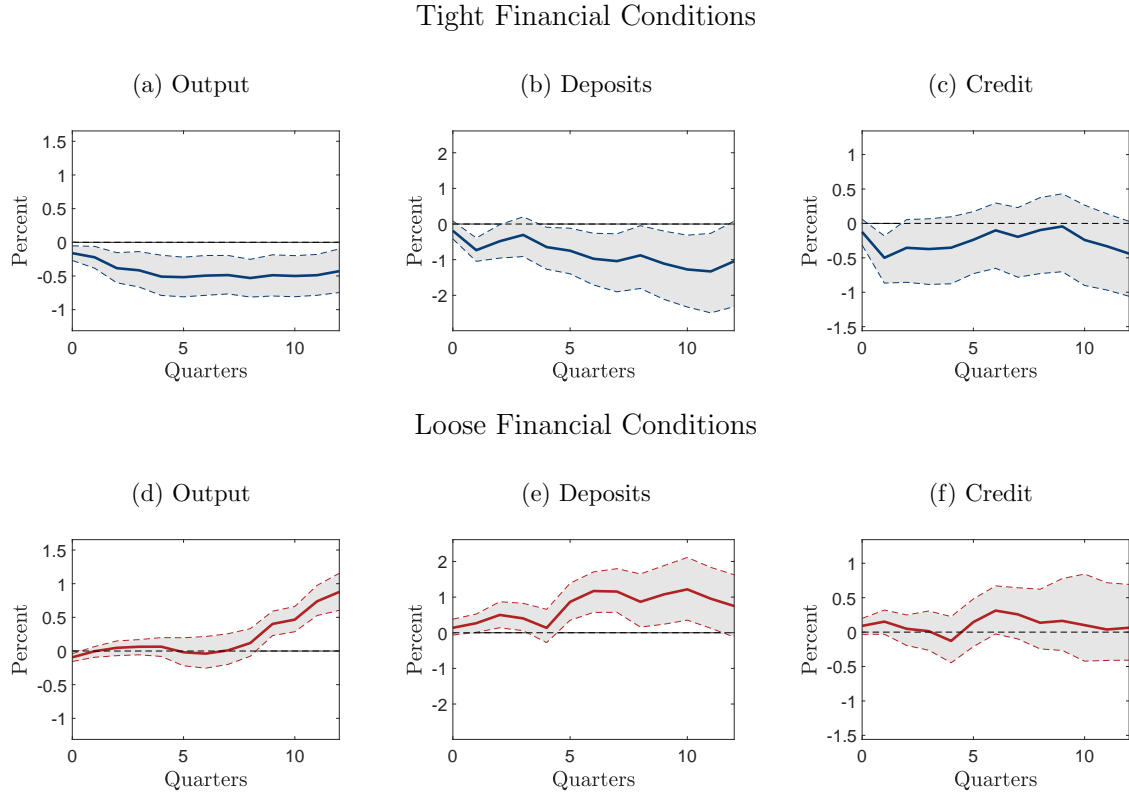 Tight Financial Conditions
(a) Output
(b) Deposits
(c) Credit
Percent
1.5
1
0.5
0
-0.5
-1
0
5
10
Quarters
Percent
2
1
0
-1
-2
0
5
10
Quarters
Percent
1
0.5
0
-0.5
-1
-1.5
0
5
10
Quarters
Loose Financial Conditions
(d) Output
(e) Deposits
(f) Credit
Percent
1.5
1
0.5
0
-0.5
-1
0
5
10
Quarters
Percent
2
1
0
-1
-2
0
5
10
Quarters
Percent
1
0.5
0
-0.5
-1
-1.5
0
5
10
Quarters